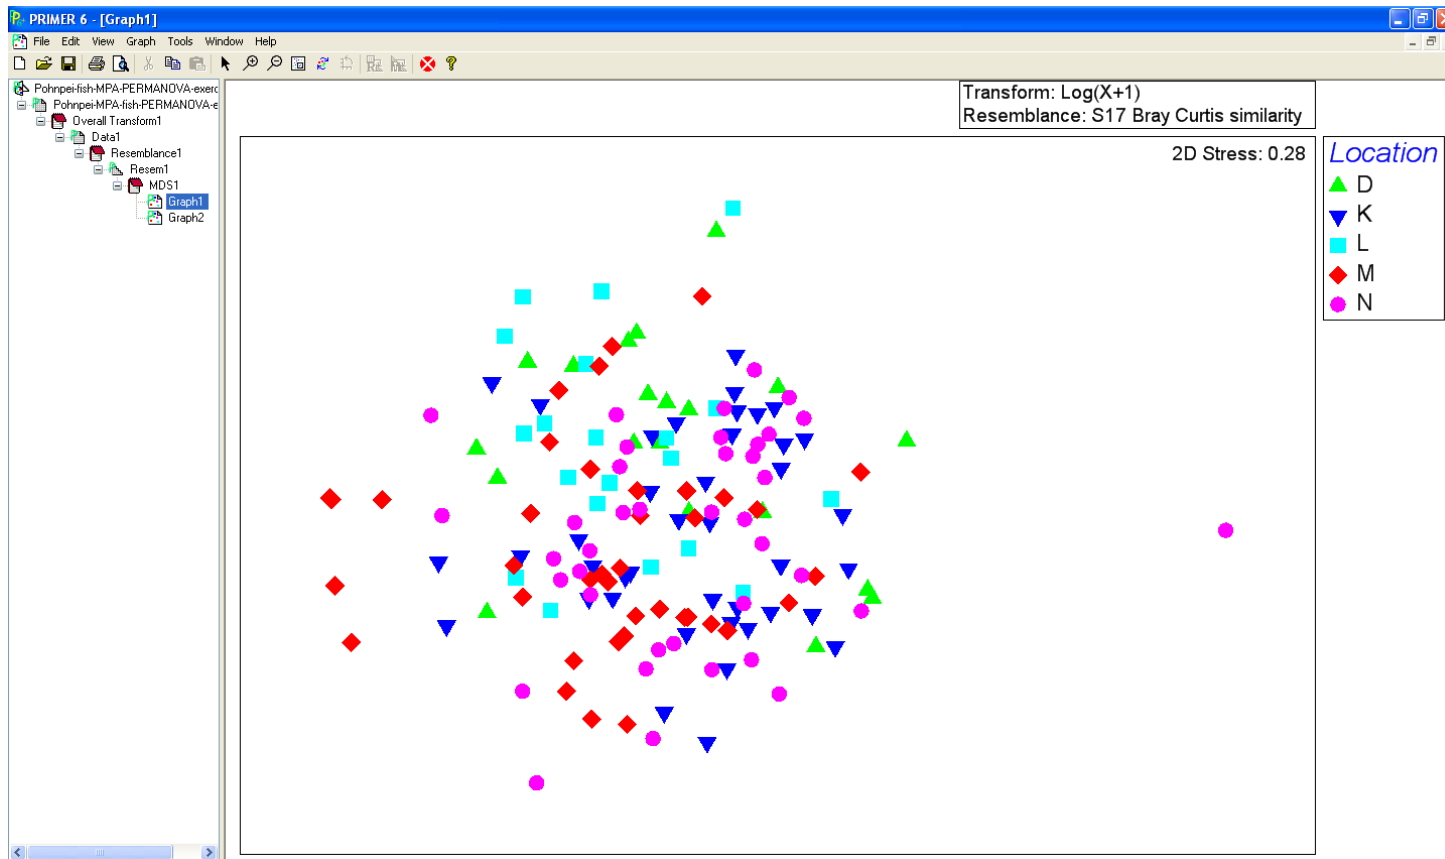 PRIMER 6 - [Graph1]
File Edit View Graph Tools Window Help
Pohnpei-fish-MPA-PERMANOVA-exerc
Pohnpei-MPA-fish-PERMANOVA-e
Overall Transform1
Data1
Resemblance1
Resem1
MDS1
Graph1
Graph2
Transform: Log(X+1)
Resemblance: S17 Bray Curtis similarity
2D Stress: 0.28
Location
D
K
L
M
N